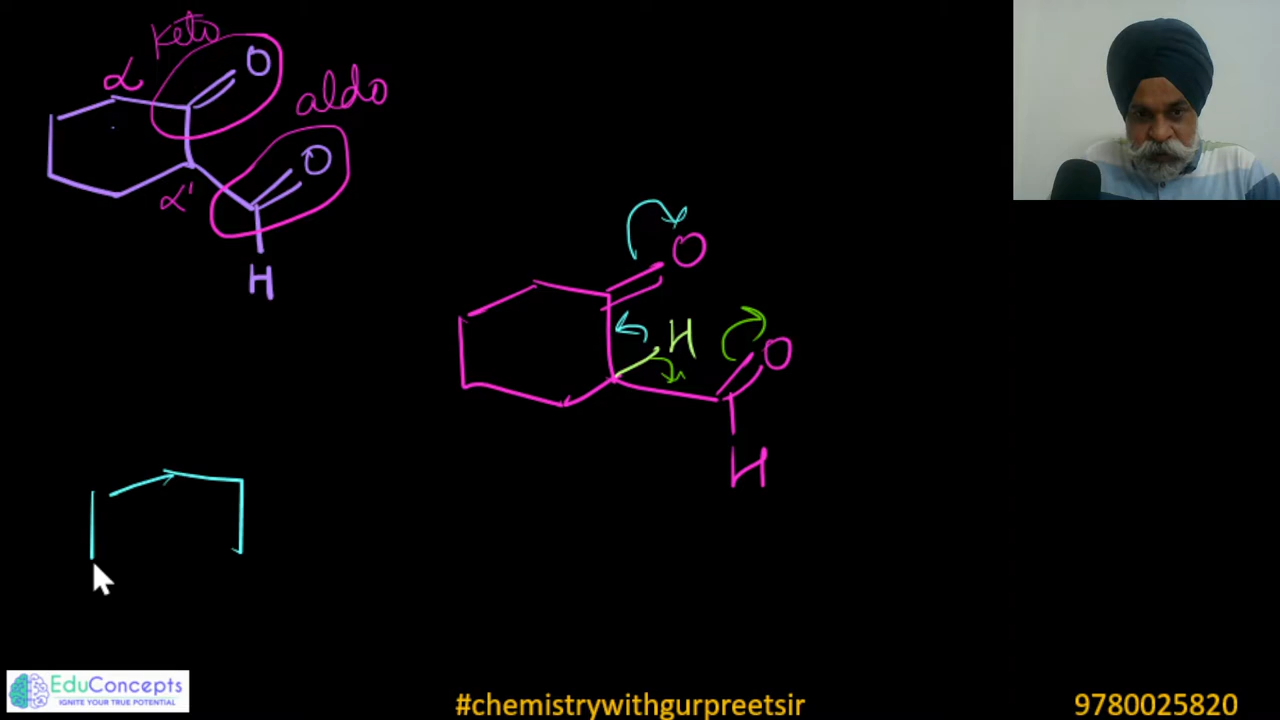 keto
O
α
aldo
O
α'
H
O
H
O
H
EduConcepts
IGNITE YOUR TRUE POTENTIAL
#chemistrywithgurpreetsir
9780025820